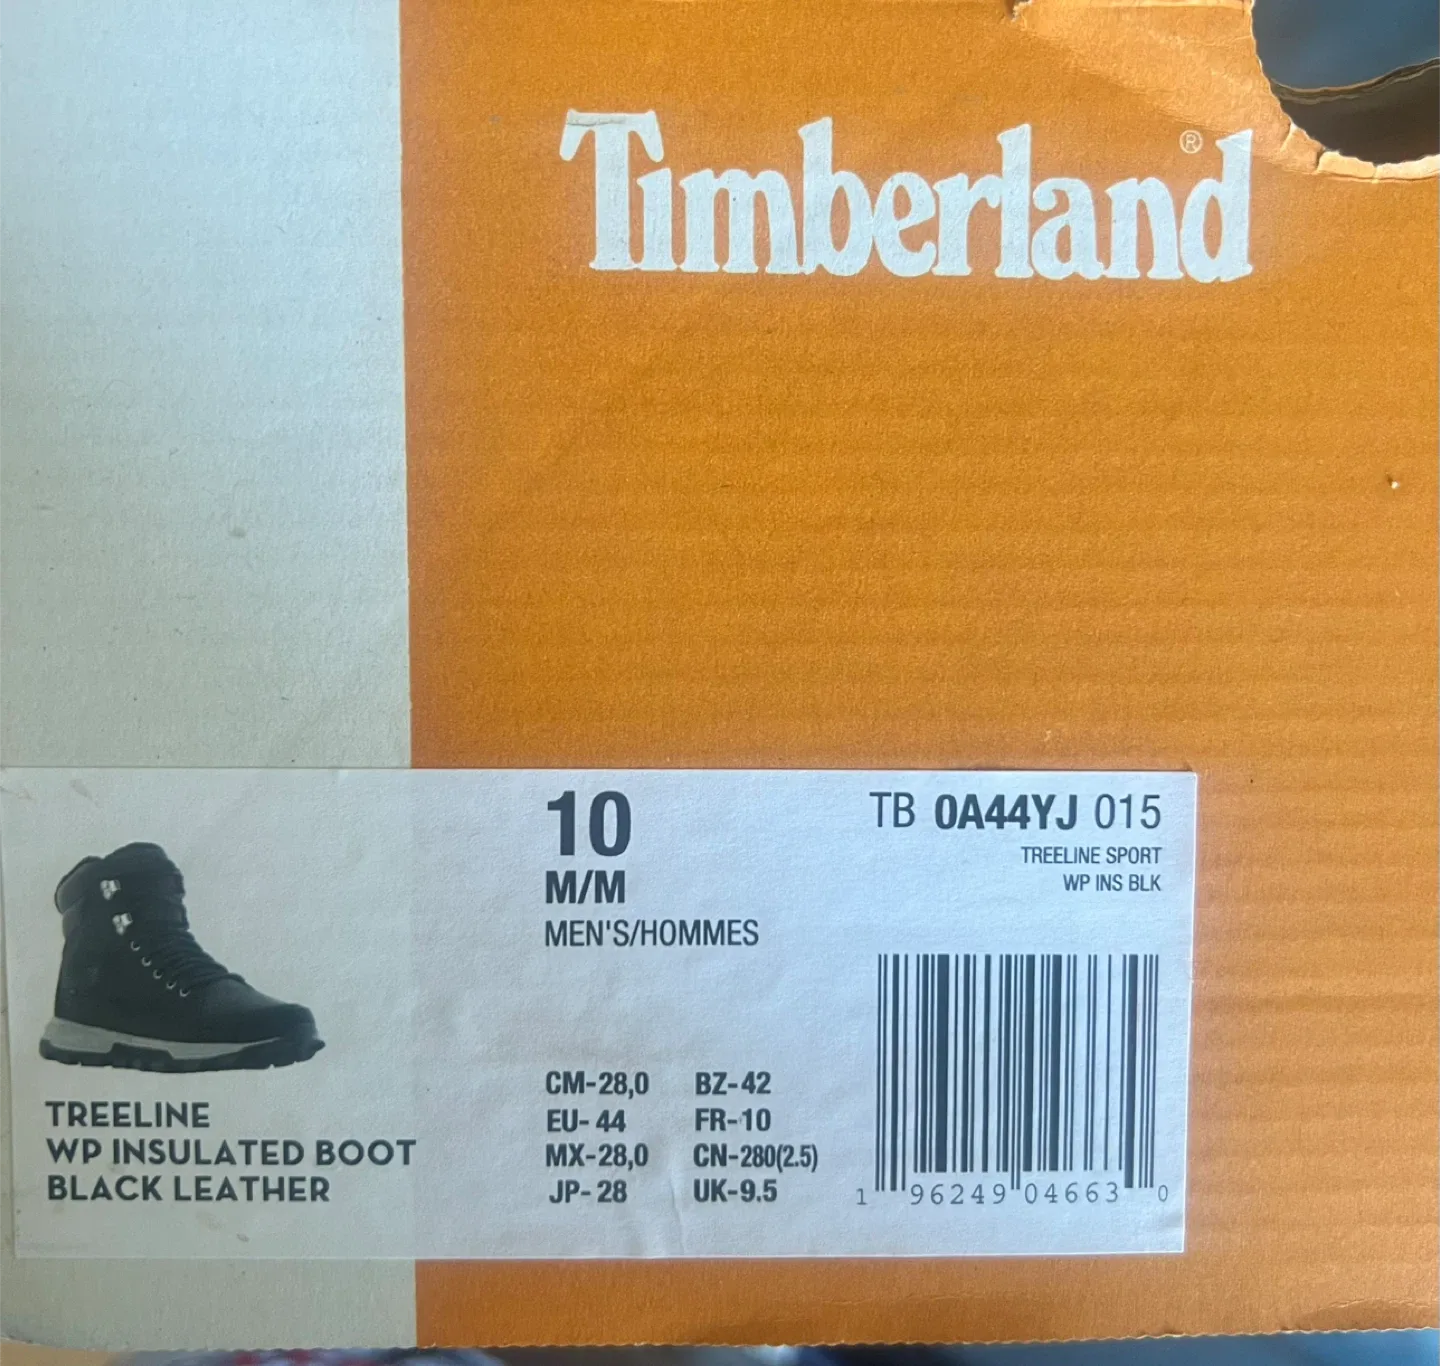 Timberland®
10
M/M
MEN'S/HOMMES
TB 0A44YJ 015
TREELINE SPORT
WP INS BLK
TREELINE
WP INSULATED BOOT
BLACK LEATHER
CM-28,0 BZ-42
EU-44 FR-10
MX-28,0 CN-280(2.5)
JP-28 UK-9.5
1 96249 04663 0